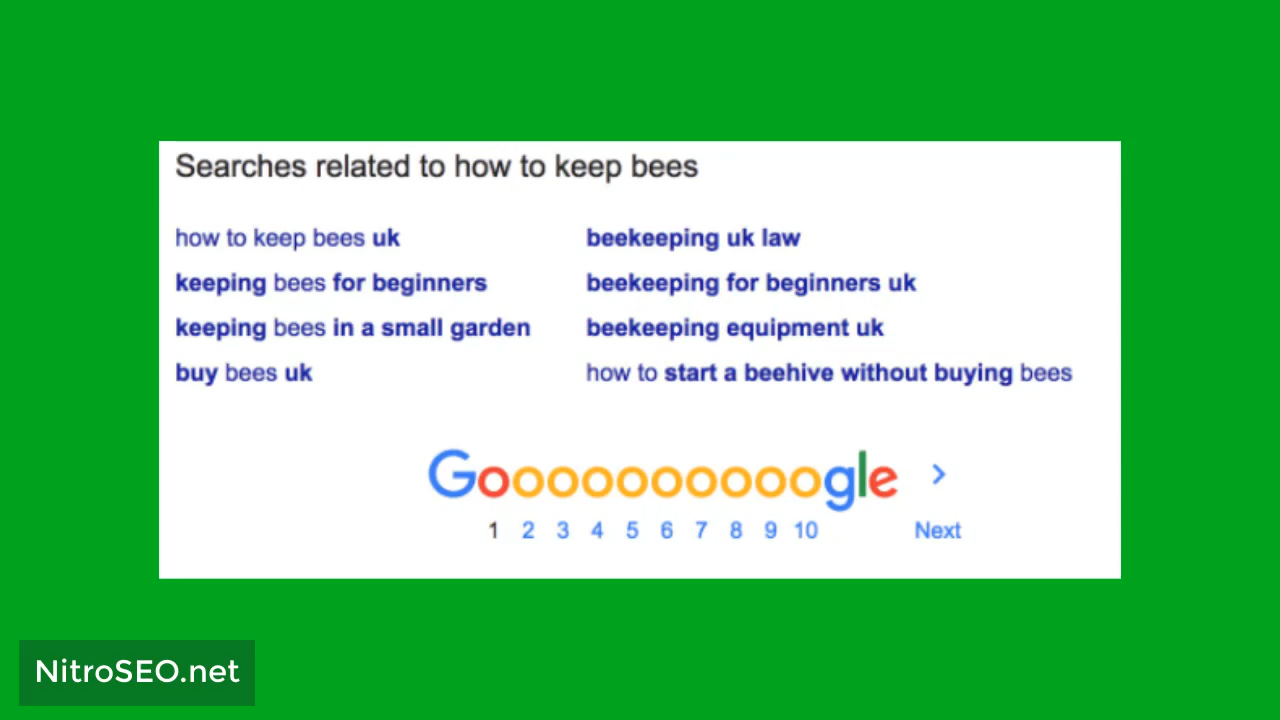 Searches related to how to keep bees
how to keep bees uk
keeping bees for beginners
keeping bees in a small garden
buy bees uk
beekeeping uk law
beekeeping for beginners uk
beekeeping equipment uk
how to start a beehive without buying bees
Goooooooooogle >
1 2 3 4 5 6 7 8 9 10 Next
NitroSEO.net